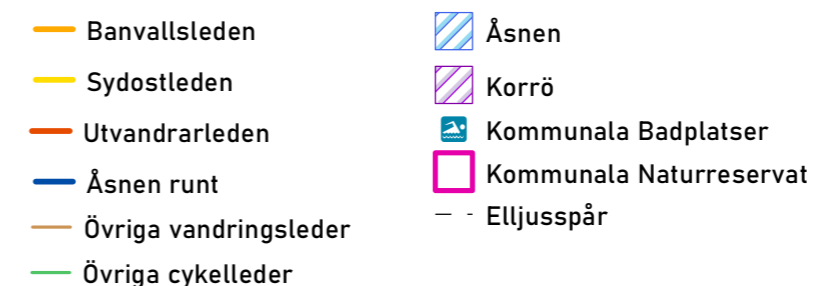 Banvallsleden
Sydostleden
Utvandrarleden
Åsnen runt
Övriga vandringsleder
Övriga cykelleder
Åsnen
Korrö
Kommunala Badplatser
Kommunala Naturreservat
Elljusspår